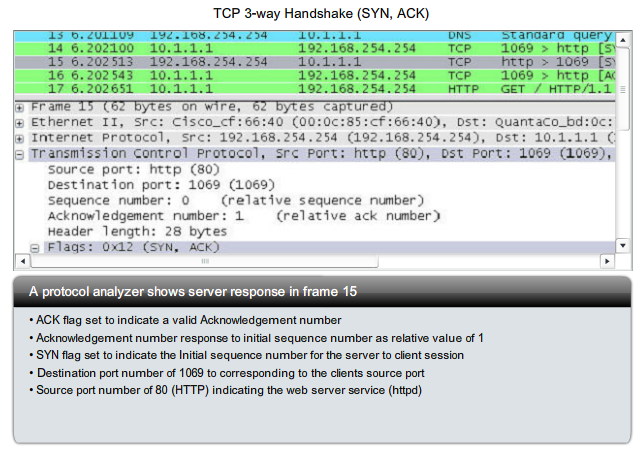 TCP 3-way Handshake (SYN, ACK)
13 6.201109 192.168.254.254 10.1.1.1 DNS Standard query
14 6.202100 10.1.1.1 192.168.254.254 TCP 1069 > http [SY
15 6.202513 192.168.254.254 10.1.1.1 TCP http > 1069 [SY
16 6.202543 10.1.1.1 192.168.254.254 TCP 1069 > http [AC
17 6.202651 10.1.1.1 192.168.254.254 HTTP GET / HTTP/1.1
Frame 15 (62 bytes on wire, 62 bytes captured)
Ethernet II, Src: Cisco_cf:66:40 (00:0c:85:cf:66:40), Dst: QuantaCo_bd:0c:
Internet Protocol, Src: 192.168.254.254 (192.168.254.254), Dst: 10.1.1.1 (
Transmission Control Protocol, Src Port: http (80), Dst Port: 1069 (1069),
Source port: http (80)
Destination port: 1069 (1069)
Sequence number: 0 (relative sequence number)
Acknowledgement number: 1 (relative ack number)
Header length: 28 bytes
Flags: 0x12 (SYN, ACK)
A protocol analyzer shows server response in frame 15
• ACK flag set to indicate a valid Acknowledgement number
• Acknowledgement number response to initial sequence number as relative value of 1
• SYN flag set to indicate the Initial sequence number for the server to client session
• Destination port number of 1069 to corresponding to the clients source port
• Source port number of 80 (HTTP) indicating the web server service (httpd)